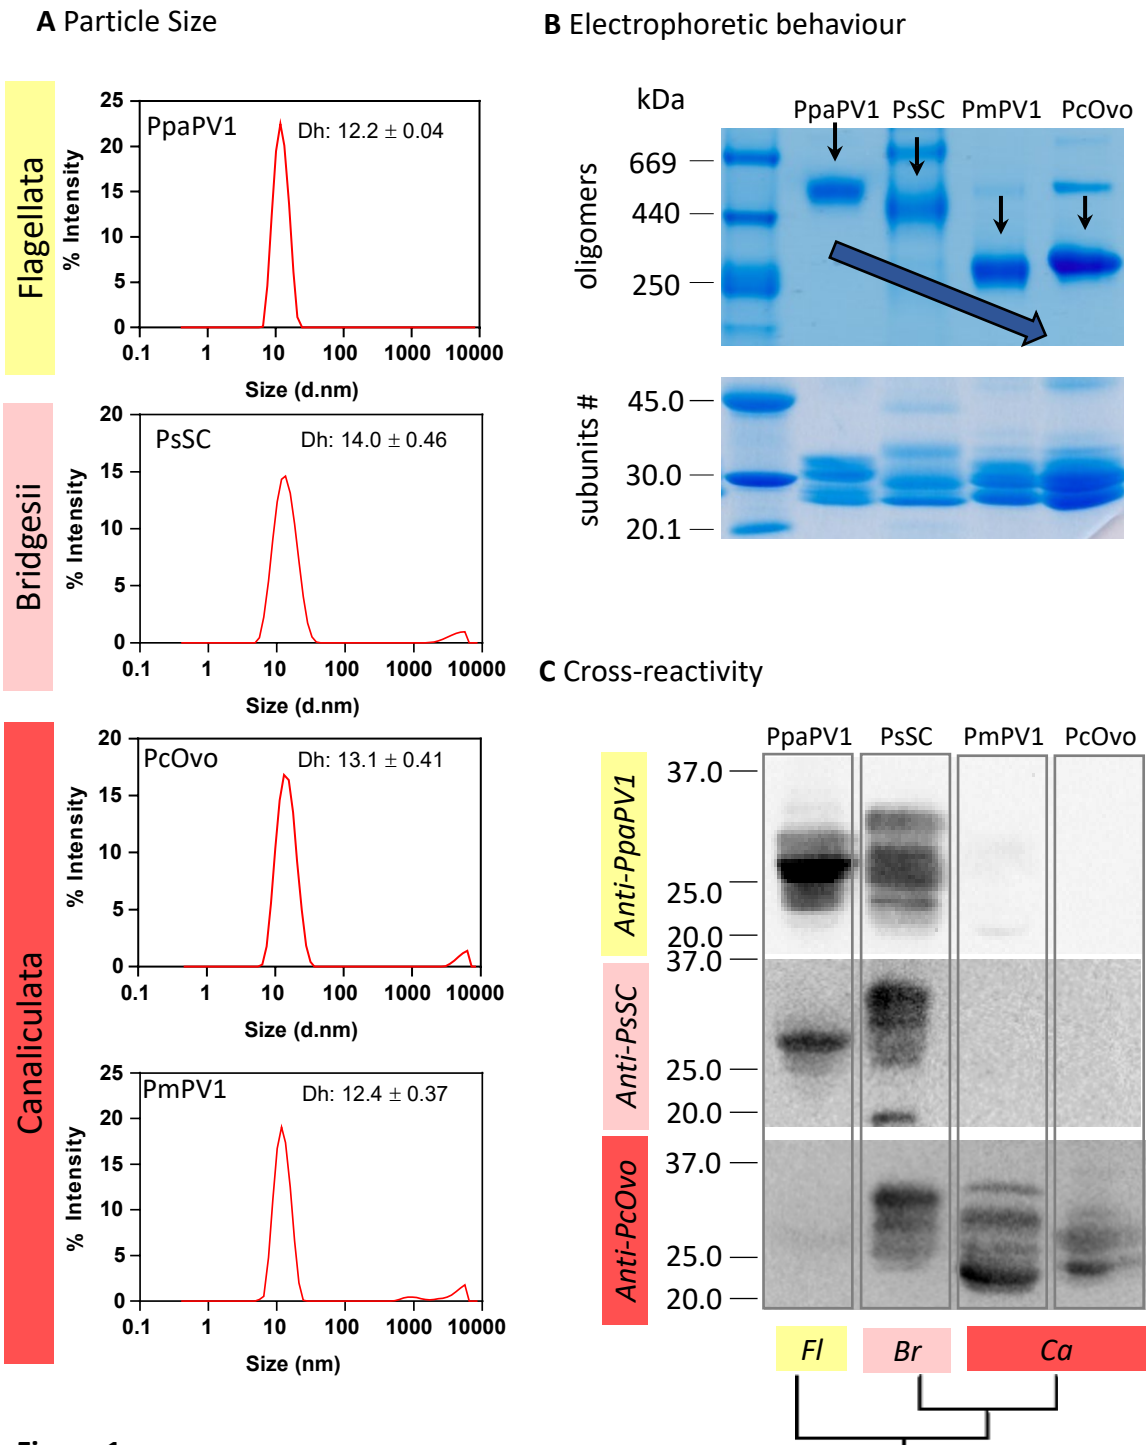 A Particle Size
Flagellata
PpaPV1
Dh: 12.2 ± 0.04
% Intensity
25
20
15
10
5
0
0.1 1 10 100 1000 10000
Size (d.nm)
Bridgesii
PsSC
Dh: 14.0 ± 0.46
% Intensity
20
15
10
5
0
0.1 1 10 100 1000 10000
Size (d.nm)
Canaliculata
PcOvo
Dh: 13.1 ± 0.41
% Intensity
20
15
10
5
0
0.1 1 10 100 1000 10000
Size (d.nm)
PmPV1
Dh: 12.4 ± 0.37
% Intensity
25
20
15
10
5
0
0.1 1 10 100 1000 10000
Size (nm)
B Electrophoretic behaviour
kDa
PpaPV1 PsSC PmPV1 PcOvo
oligomers
669
440
250
subunits #
45.0
30.0
20.1
C Cross-reactivity
PpaPV1 PsSC PmPV1 PcOvo
Anti-PpaPV1
37.0
25.0
20.0
Anti-PsSC
37.0
25.0
20.0
Anti-PcOvo
37.0
25.0
20.0
Fl Br Ca